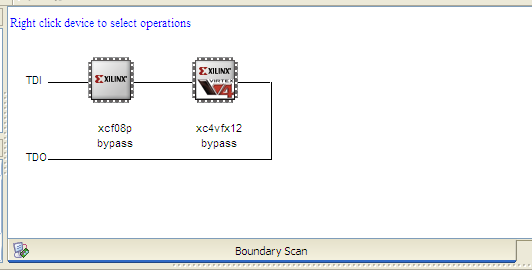 Right click device to select operations
TDI
XILINX
XILINX
VIRTEX
4
xcf08p
xc4vfx12
bypass
bypass
TDO
Boundary Scan